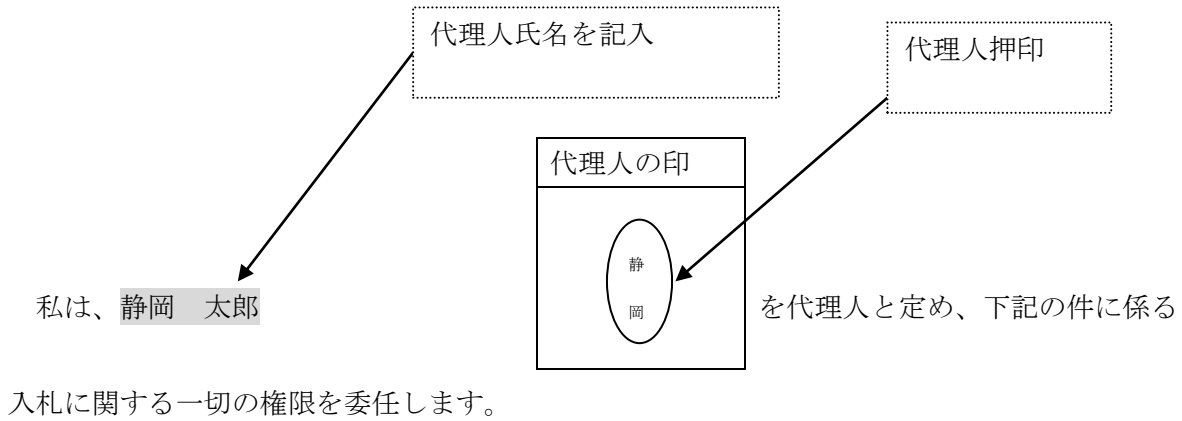 代理人氏名を記入
代理人押印
代理人の印
静
岡
私は、静岡　太郎
を代理人と定め、下記の件に係る
入札に関する一切の権限を委任します。